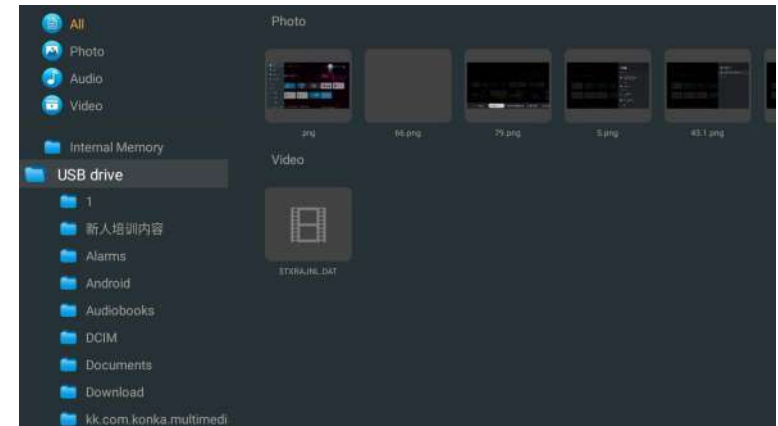 All
Photo
Audio
Video
Internal Memory
USB drive
1
新人培训内容
Alarms
Android
Audiobooks
DCIM
Documents
Download
kk.com.konka.multimedi
Photo
.png
66.png
79.png
5.png
43.1.png
Video
STXRAJNL.DAT